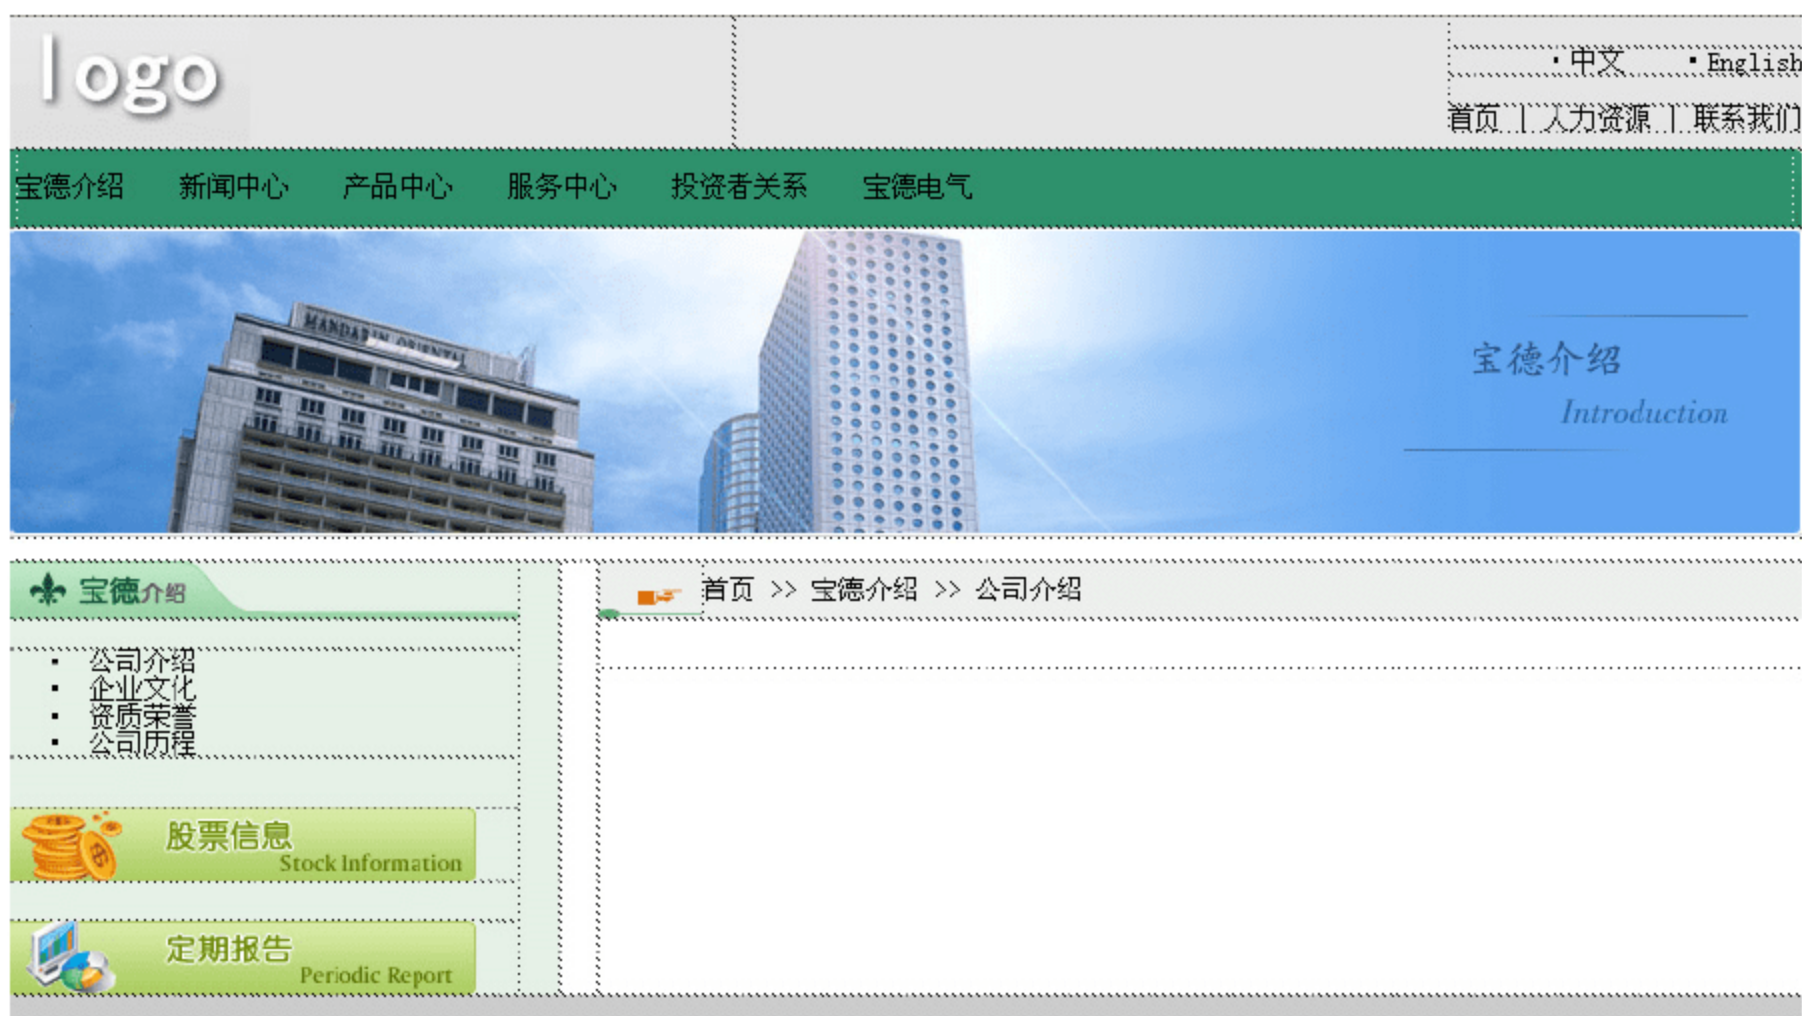 logo
·中文 ·English
首页 | 人力资源 | 联系我们
宝德介绍 新闻中心 产品中心 服务中心 投资者关系 宝德电气
MANDARIN ORIENTAL
宝德介绍
Introduction
宝德介绍
首页 >> 宝德介绍 >> 公司介绍
· 公司介绍
· 企业文化
· 资质荣誉
· 公司历程
股票信息
Stock Information
定期报告
Periodic Report